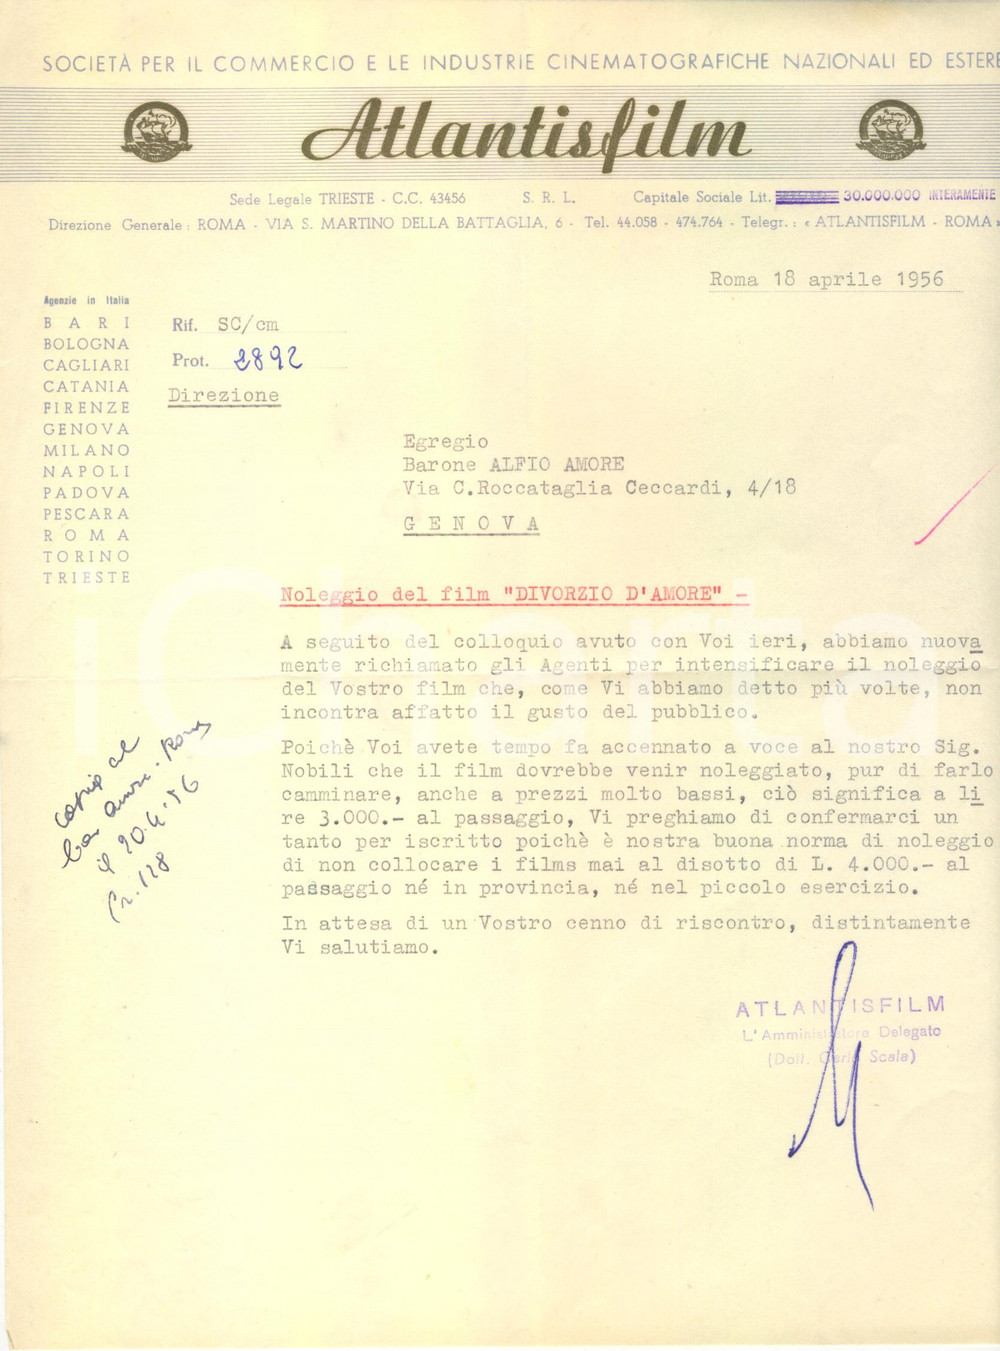 SOCIETÀ PER IL COMMERCIO E LE INDUSTRIE CINEMATOGRAFICHE NAZIONALI ED ESTERE
Atlantisfilm
Sede Legale TRIESTE - C.C. 43456 S. R. L. Capitale Sociale Lit. 30.000.000 INTERAMENTE
Direzione Generale: ROMA - VIA S. MARTINO DELLA BATTAGLIA, 6 - Tel. 44.058 - 474.764 - Telegr.: « ATLANTISFILM - ROMA »
Roma 18 aprile 1956
Agenzie in Italia
BARI
BOLOGNA
CAGLIARI
CATANIA
FIRENZE
GENOVA
MILANO
NAPOLI
PADOVA
PESCARA
ROMA
TORINO
TRIESTE
Rif. SC/cm
Prot. 2892
Direzione
Egregio
Barone ALFIO AMORE
Via C.Roccataglia Ceccardi, 4/18
G E N O V A
Noleggio del film "DIVORZIO D'AMORE" -
A seguito del colloquio avuto con Voi ieri, abbiamo nuova
mente richiamato gli Agenti per intensificare il noleggio
del Vostro film che, come Vi abbiamo detto più volte, non
incontra affatto il gusto del pubblico.
Poichè Voi avete tempo fa accennato a voce al nostro Sig.
Nobili che il film dovrebbe venir noleggiato, pur di farlo
camminare, anche a prezzi molto bassi, ciò significa a li
re 3.000.- al passaggio, Vi preghiamo di confermarci un
tanto per iscritto poichè è nostra buona norma di noleggio
di non collocare i films mai al disotto di L. 4.000.- al
passaggio né in provincia, né nel piccolo esercizio.
In attesa di un Vostro cenno di riscontro, distintamente
Vi salutiamo.
copia al
Roma
il 20.4.56
128
ATLANTISFILM
L'Amministratore Delegato
(Dott. Carlo Scala)
iCharta